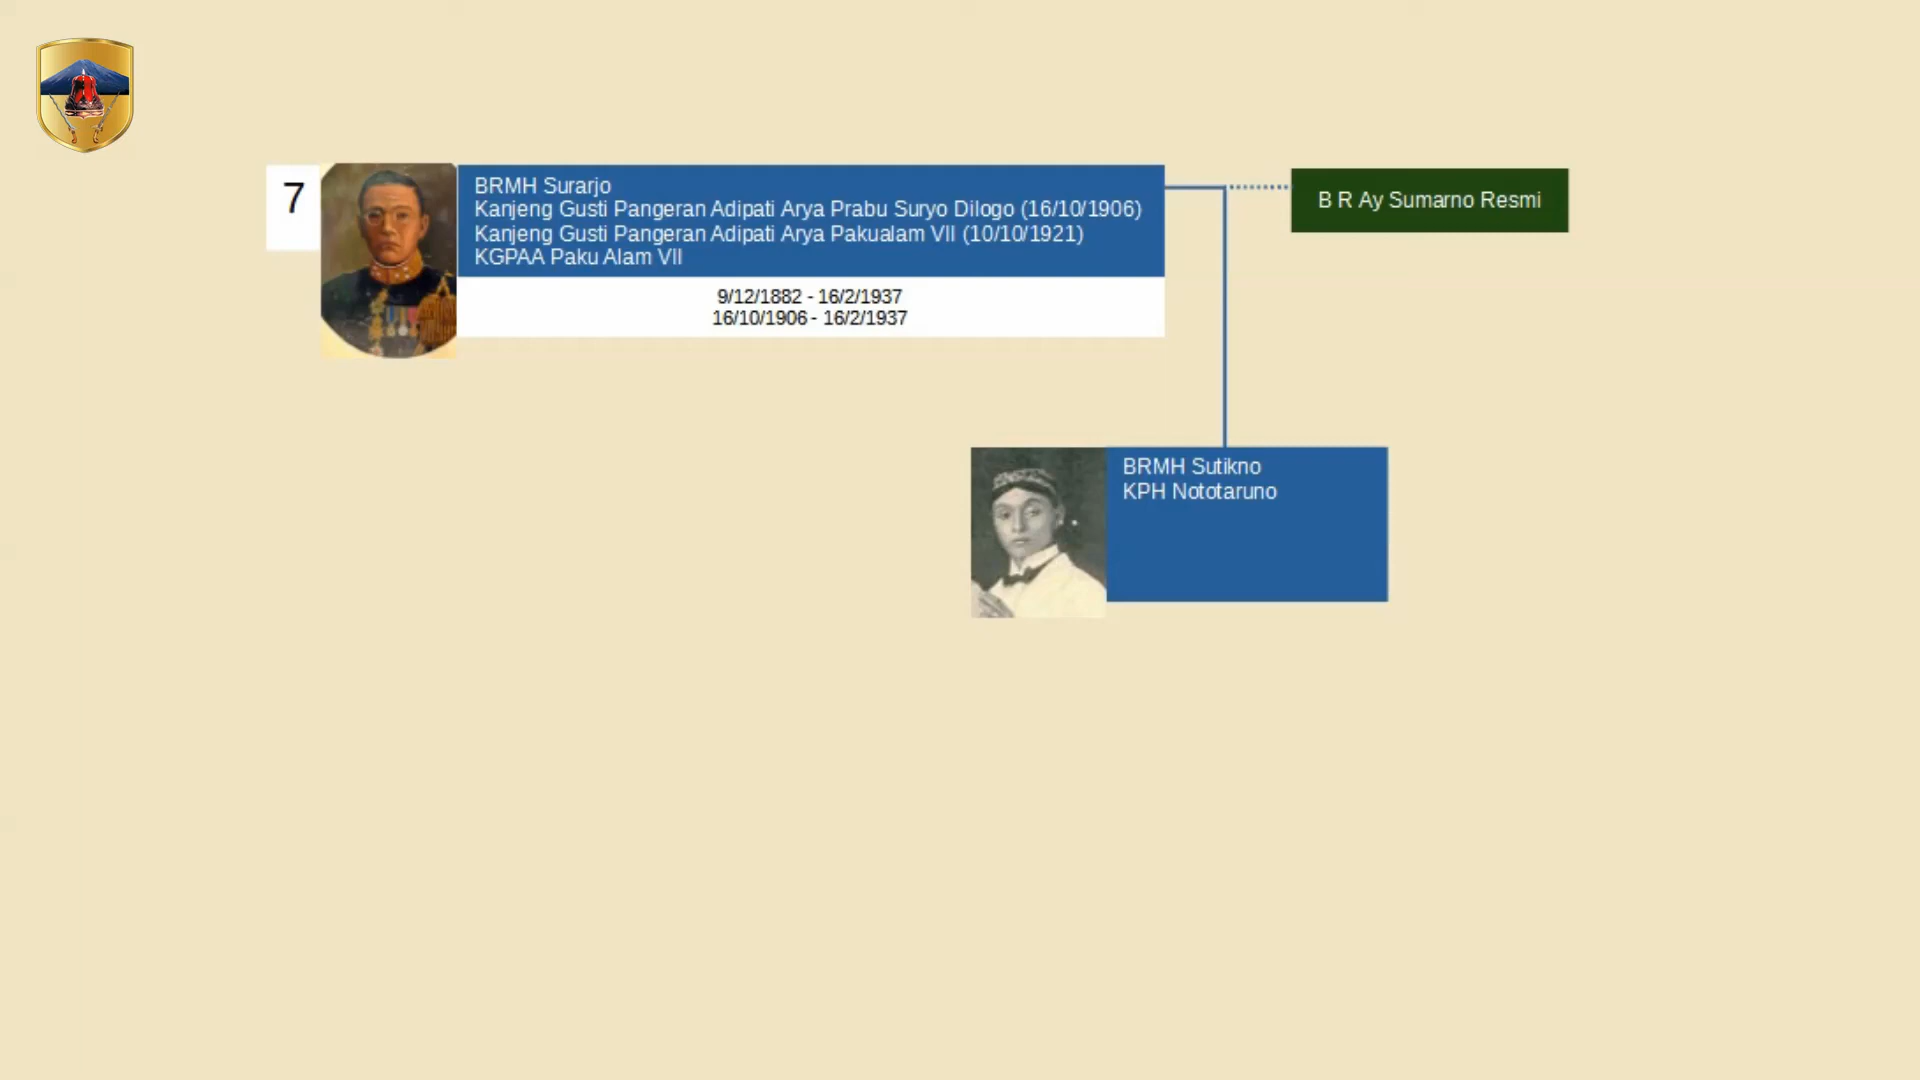 7
BRMH Surarjo
Kanjeng Gusti Pangeran Adipati Arya Prabu Suryo Dilogo (16/10/1906)
Kanjeng Gusti Pangeran Adipati Arya Pakualam VII (10/10/1921)
KGPAA Paku Alam VII
9/12/1882 - 16/2/1937
16/10/1906 - 16/2/1937
B R Ay Sumarno Resmi
BRMH Sutikno
KPH Nototaruno